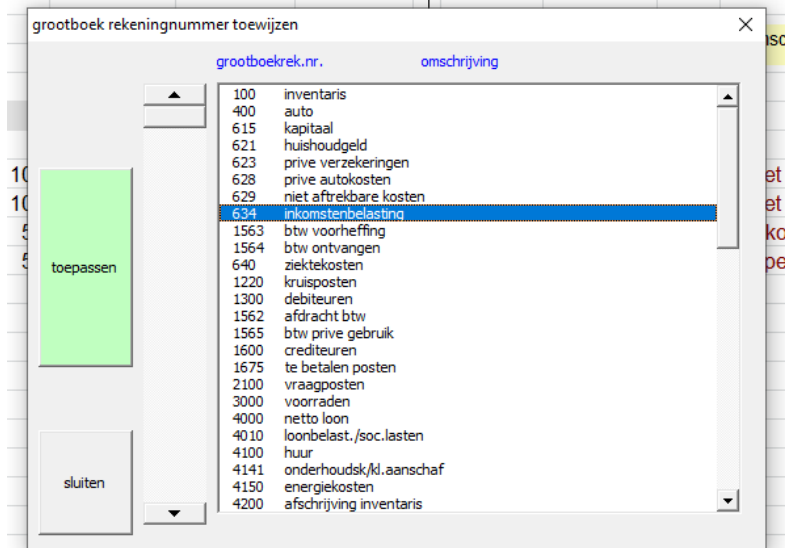 grootboek rekeningnummer toewijzen
grootboekrek.nr. omschrijving
100 inventaris
400 auto
615 kapitaal
621 huishoudgeld
623 prive verzekeringen
628 prive autokosten
629 niet aftrekbare kosten
634 inkomstenbelasting
1563 btw voorheffing
1564 btw ontvangen
640 ziektekosten
1220 kruisposten
1300 debiteuren
1562 afdracht btw
1565 btw prive gebruik
1600 crediteuren
1675 te betalen posten
2100 vraagposten
3000 voorraden
4000 netto loon
4010 loonbelast./soc.lasten
4100 huur
4141 onderhoudsk/kl.aanschaf
4150 energiekosten
4200 afschrijving inventaris
toepassen
sluiten